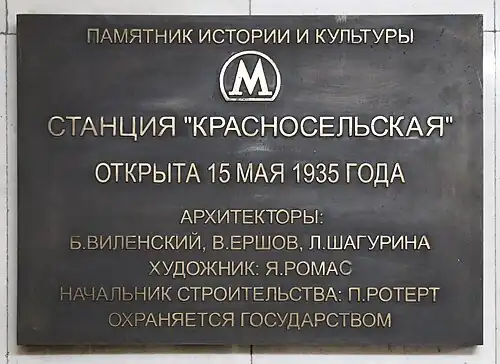 ПАМЯТНИК ИСТОРИИ И КУЛЬТУРЫ
М
СТАНЦИЯ "КРАСНОСЕЛЬСКАЯ"
ОТКРЫТА 15 МАЯ 1935 ГОДА
АРХИТЕКТОРЫ:
Б.ВИЛЕНСКИЙ, В.ЕРШОВ, Л.ШАГУРИНА
ХУДОЖНИК: Я.РОМАС
НАЧАЛЬНИК СТРОИТЕЛЬСТВА: П.РОТЕРТ
ОХРАНЯЕТСЯ ГОСУДАРСТВОМ